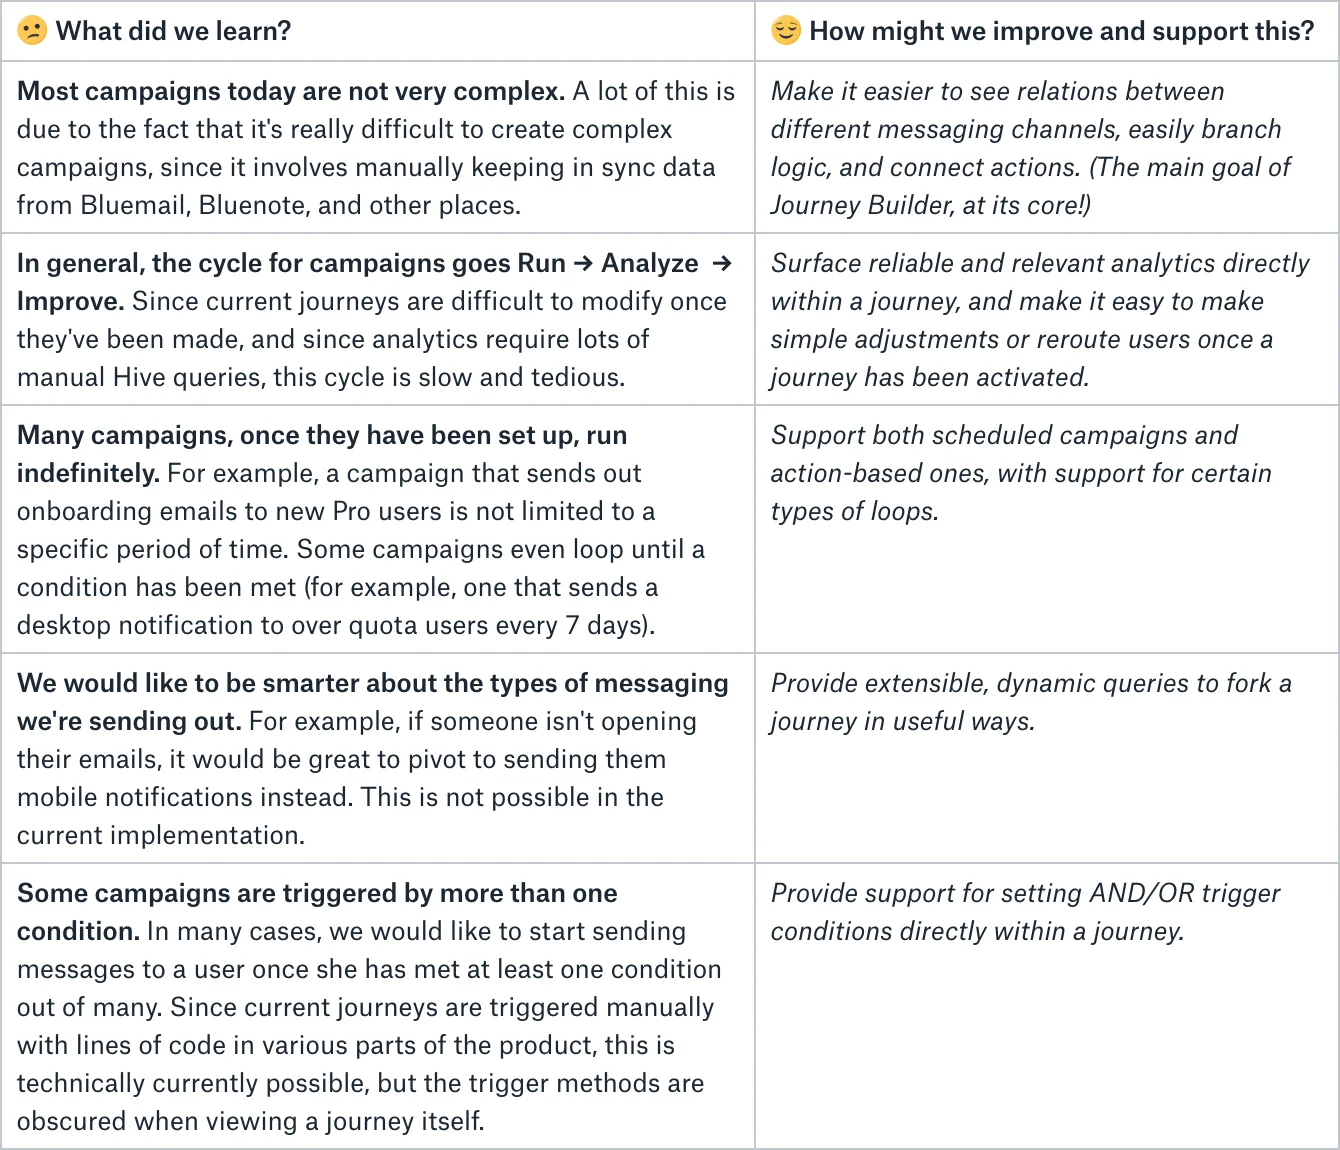 😕 What did we learn?
😌 How might we improve and support this?
Most campaigns today are not very complex. A lot of this is
due to the fact that it's really difficult to create complex
campaigns, since it involves manually keeping in sync data
from Bluemail, Bluenote, and other places.
Make it easier to see relations between
different messaging channels, easily branch
logic, and connect actions. (The main goal of
Journey Builder, at its core!)
In general, the cycle for campaigns goes Run → Analyze →
Improve. Since current journeys are difficult to modify once
they've been made, and since analytics require lots of
manual Hive queries, this cycle is slow and tedious.
Surface reliable and relevant analytics directly
within a journey, and make it easy to make
simple adjustments or reroute users once a
journey has been activated.
Many campaigns, once they have been set up, run
indefinitely. For example, a campaign that sends out
onboarding emails to new Pro users is not limited to a
specific period of time. Some campaigns even loop until a
condition has been met (for example, one that sends a
desktop notification to over quota users every 7 days).
Support both scheduled campaigns and
action-based ones, with support for certain
types of loops.
We would like to be smarter about the types of messaging
we're sending out. For example, if someone isn't opening
their emails, it would be great to pivot to sending them
mobile notifications instead. This is not possible in the
current implementation.
Provide extensible, dynamic queries to fork a
journey in useful ways.
Some campaigns are triggered by more than one
condition. In many cases, we would like to start sending
messages to a user once she has met at least one condition
out of many. Since current journeys are triggered manually
with lines of code in various parts of the product, this is
technically currently possible, but the trigger methods are
obscured when viewing a journey itself.
Provide support for setting AND/OR trigger
conditions directly within a journey.